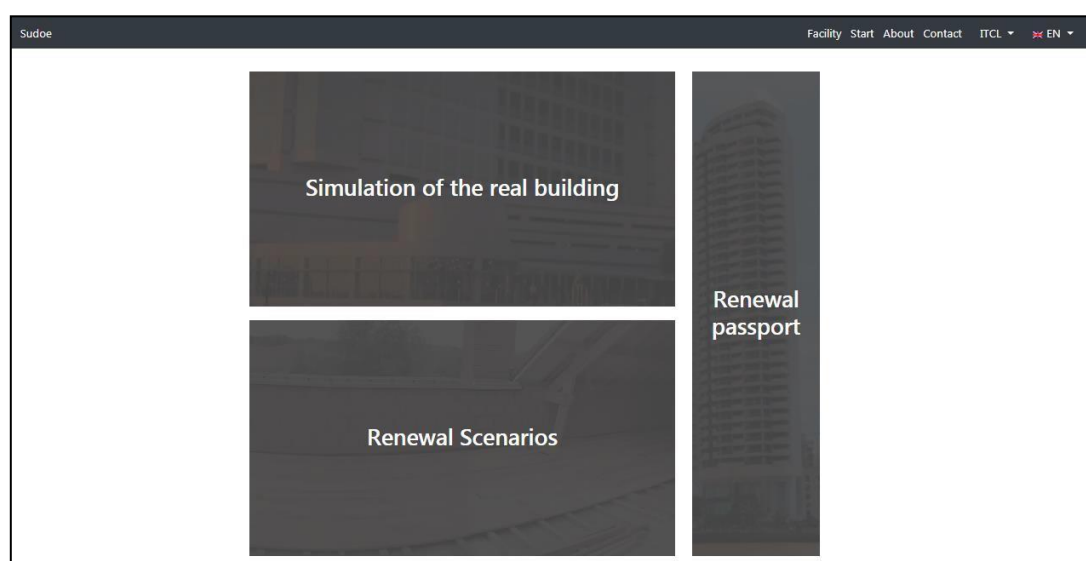 Sudoe
Facility Start About Contact ITCL EN
Simulation of the real building
Renewal
passport
Renewal Scenarios